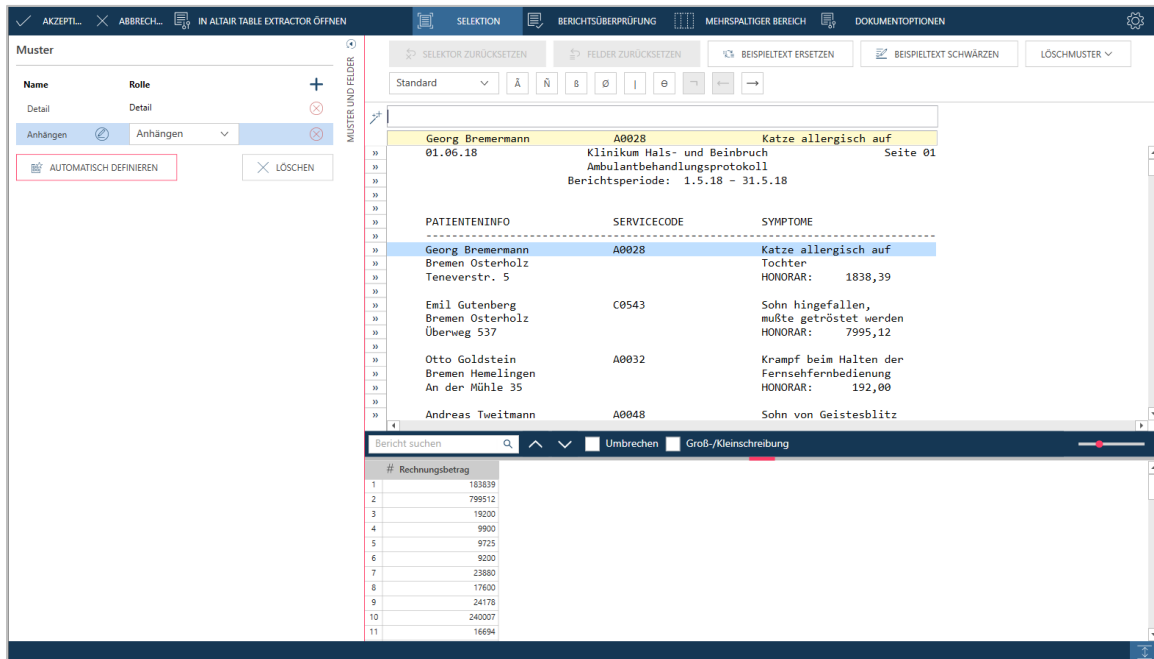 AKZEPTI... ABBRECH... IN ALTAIR TABLE EXTRACTOR ÖFFNEN SELEKTION BERICHTSÜBERPRÜFUNG MEHRSPALTIGER BEREICH DOKUMENTOPTIONEN
Muster
Name Rolle
Detail Detail
Anhängen Anhängen
AUTOMATISCH DEFINIEREN LÖSCHEN
MUSTER UND FELDER
SELEKTOR ZURÜCKSETZEN FELDER ZURÜCKSETZEN BEISPIELTEXT ERSETZEN BEISPIELTEXT SCHWÄRZEN LÖSCHMUSTER
Standard Ã Ñ ß Ø | Ɵ ¬ ← →
Georg Bremermann A0028 Katze allergisch auf
» 01.06.18 Klinikum Hals- und Beinbruch Seite 01
» Ambulantbehandlungsprotokoll
» Berichtsperiode: 1.5.18 – 31.5.18
»
»
» PATIENTENINFO SERVICECODE SYMPTOME
» --------------------------------------------------------------------------
» Georg Bremermann A0028 Katze allergisch auf
» Bremen Osterholz Tochter
» Teneverstr. 5 HONORAR: 1838,39
»
» Emil Gutenberg C0543 Sohn hingefallen,
» Bremen Osterholz mußte getröstet werden
» Überweg 537 HONORAR: 7995,12
»
» Otto Goldstein A0032 Krampf beim Halten der
» Bremen Hemelingen Fernsehfernbedienung
» An der Mühle 35 HONORAR: 192,00
»
» Andreas Tweitmann A0048 Sohn von Geistesblitz
Bericht suchen Umbrechen Groß-/Kleinschreibung
# Rechnungsbetrag
1 183839
2 799512
3 19200
4 9900
5 9725
6 9200
7 23880
8 17600
9 24178
10 240007
11 16694